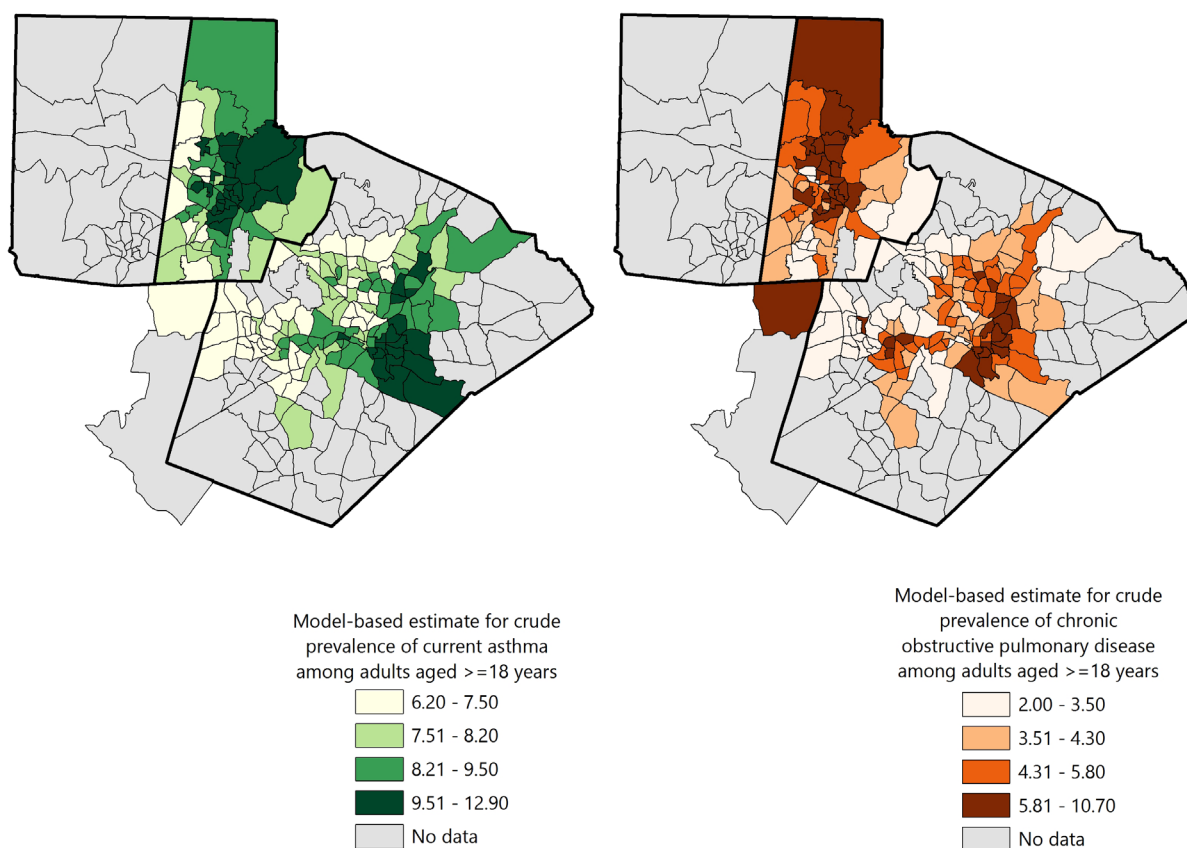 Model-based estimate for crude
prevalence of current asthma
among adults aged >=18 years
6.20 - 7.50
7.51 - 8.20
8.21 - 9.50
9.51 - 12.90
No data
Model-based estimate for crude
prevalence of chronic
obstructive pulmonary disease
among adults aged >=18 years
2.00 - 3.50
3.51 - 4.30
4.31 - 5.80
5.81 - 10.70
No data